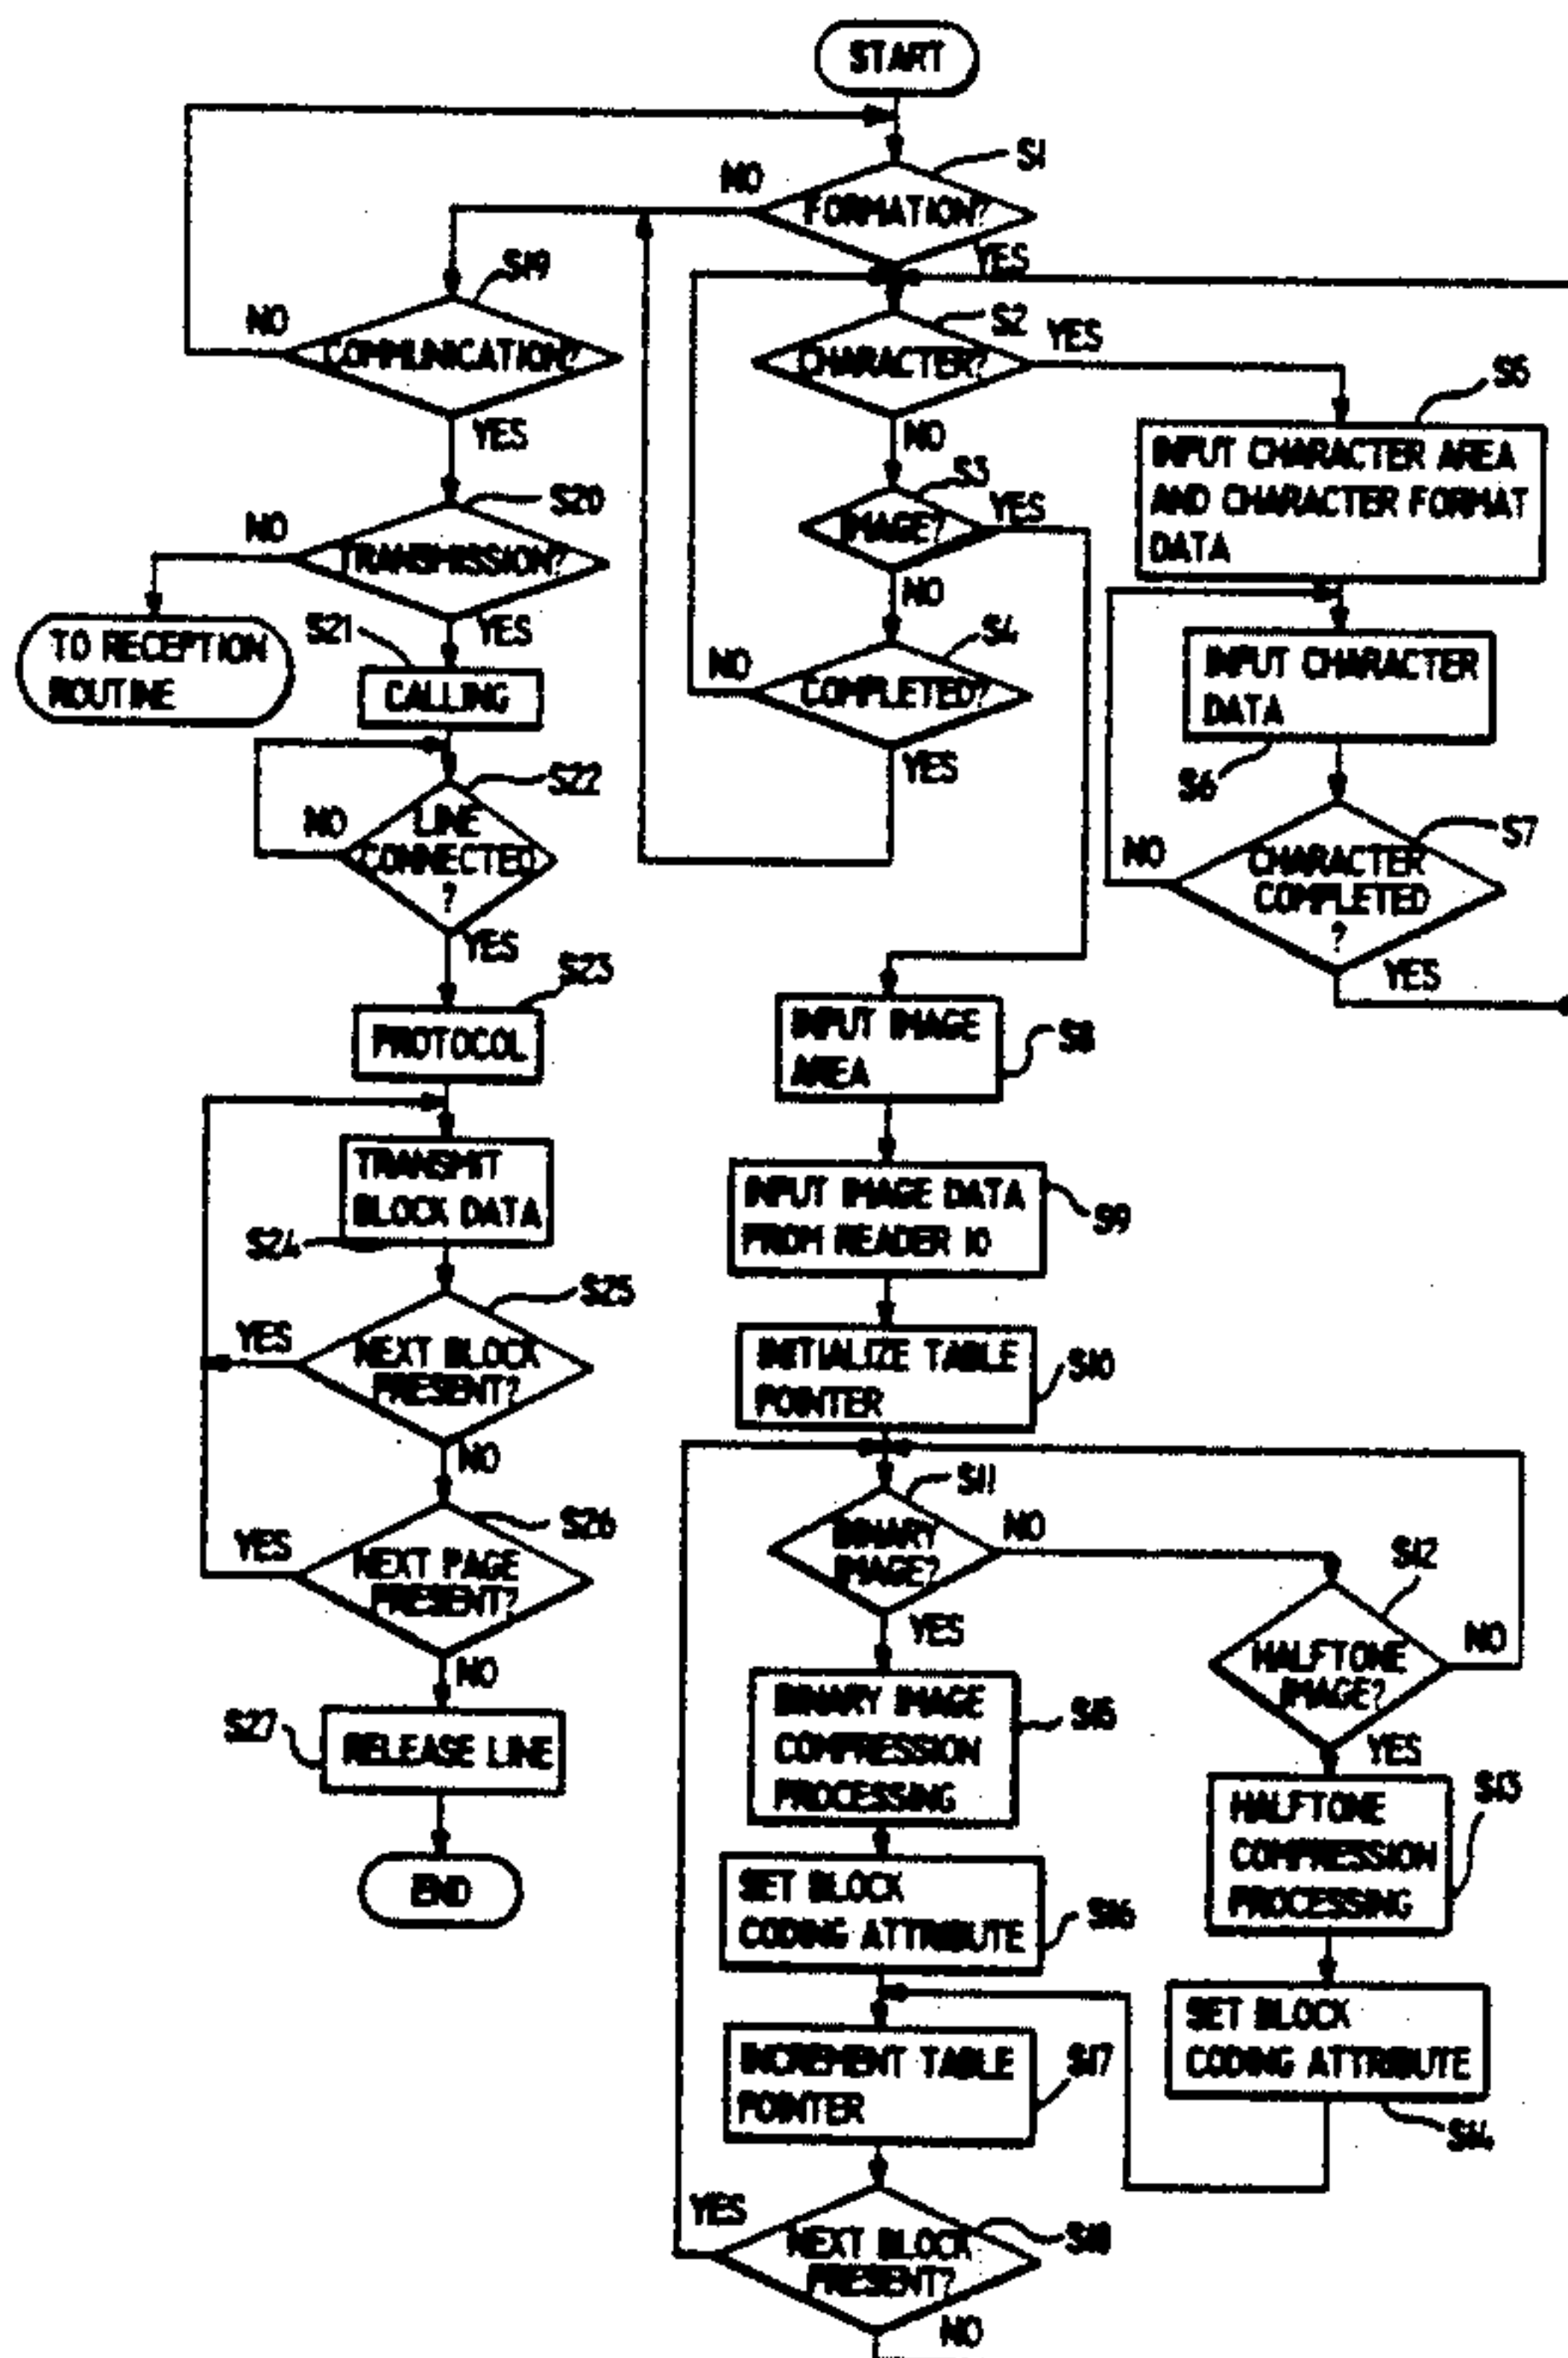 START
S1
NO
FORMATION?
YES
S19
NO
COMMUNICATION?
YES
S2
YES
CHARACTER?
NO
S5
INPUT CHARACTER AREA
AND CHARACTER FORMAT
DATA
S3
YES
IMAGE?
NO
S20
NO
TRANSMISSION?
YES
TO RECEPTION
ROUTINE
S21
CALLING
S4
NO
COMPLETED?
YES
INPUT CHARACTER
DATA
S6
S7
NO
CHARACTER
COMPLETED
?
YES
S22
NO
LINE
CONNECTED
?
YES
S23
PROTOCOL
INPUT IMAGE
AREA
S8
TRANSMIT
BLOCK DATA
S24
INPUT IMAGE DATA
FROM READER 10
S9
S25
YES
NEXT BLOCK
PRESENT?
NO
INITIALIZE TABLE
POINTER
S10
S11
NO
BINARY
IMAGE?
YES
S26
YES
NEXT PAGE
PRESENT?
NO
S12
NO
HALFTONE
IMAGE?
YES
S27
RELEASE LINE
END
BINARY IMAGE
COMPRESSION
PROCESSING
S15
S13
HALFTONE
COMPRESSION
PROCESSING
SET BLOCK
CODING ATTRIBUTE
S16
SET BLOCK
CODING ATTRIBUTE
S14
INCREMENT TABLE
POINTER
S17
YES
NEXT BLOCK
PRESENT?
S18
NO